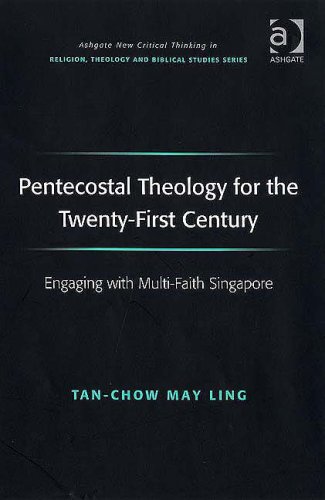 Ashgate New Critical Thinking in
RELIGION, THEOLOGY AND BIBLICAL STUDIES SERIES
a
ASHGATE
Pentecostal Theology for the
Twenty-First Century
Engaging with Multi-Faith Singapore
TAN-CHOW MAY LING